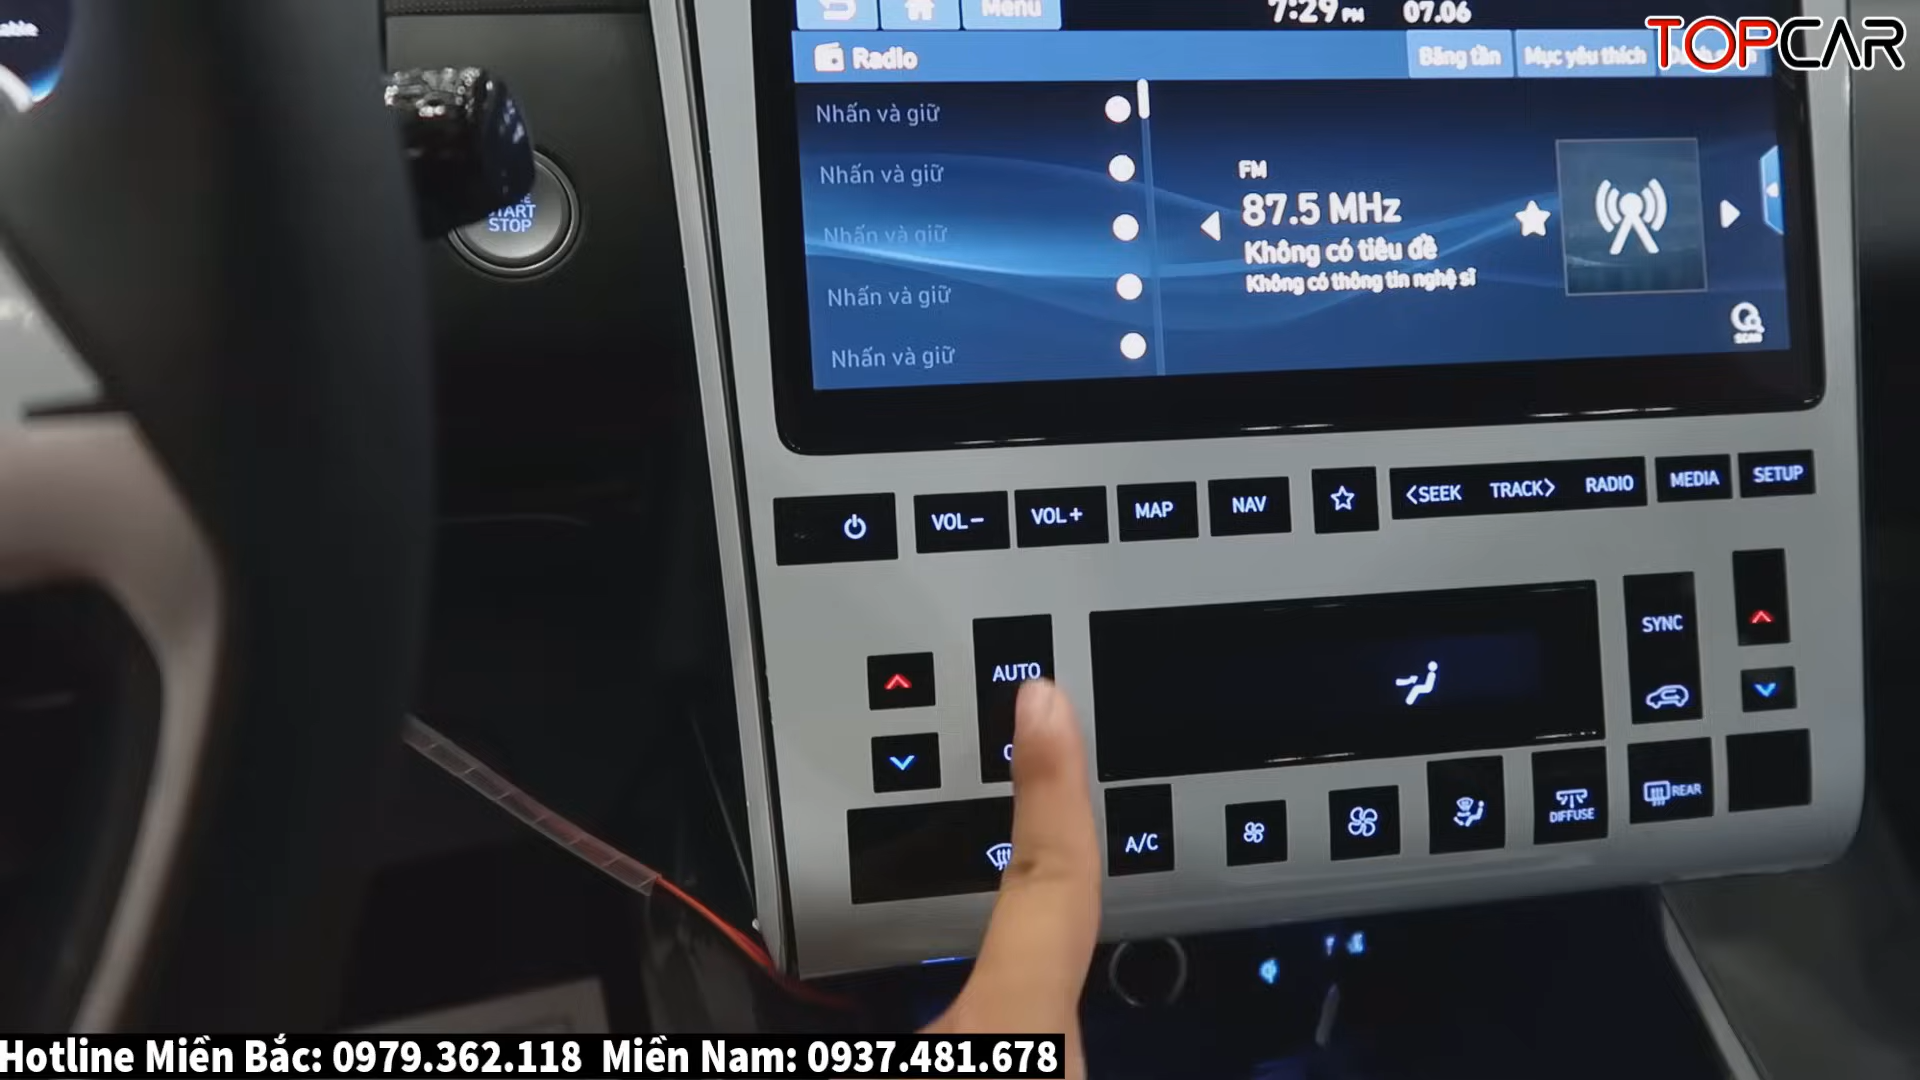 Menu
7:29 PM 07.06
TOPCAR
Radio
Băng tần
Mục yêu thích
Nhấn và giữ
Nhấn và giữ
Nhấn và giữ
Nhấn và giữ
Nhấn và giữ
FM
87.5 MHz
Không có tiêu đề
Không có thông tin nghệ sĩ
SCAN
START
STOP
VOL−
VOL+
MAP
NAV
<SEEK
TRACK>
RADIO
MEDIA
SETUP
AUTO
SYNC
A/C
DIFFUSE
REAR
Hotline Miền Bắc: 0979.362.118 Miền Nam: 0937.481.678